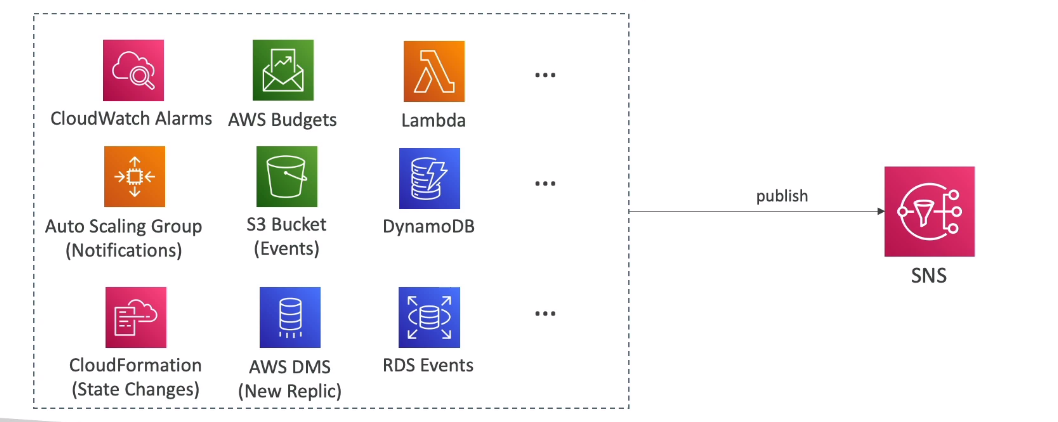 CloudWatch Alarms
AWS Budgets
Lambda
...
Auto Scaling Group
(Notifications)
S3 Bucket
(Events)
DynamoDB
...
CloudFormation
(State Changes)
AWS DMS
(New Replic)
RDS Events
...
publish
SNS